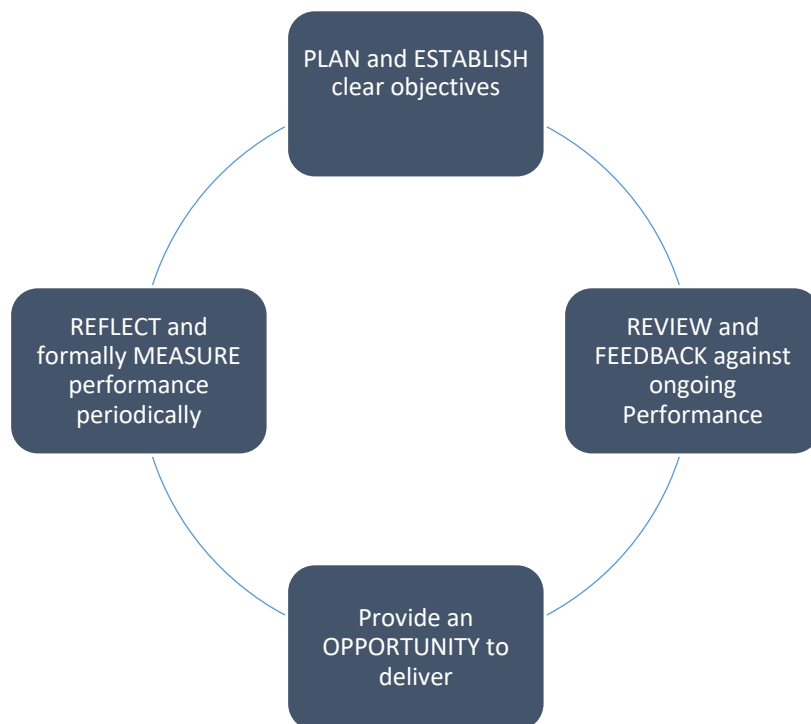 PLAN and ESTABLISH
clear objectives
REVIEW and
FEEDBACK against
ongoing
Performance
Provide an
OPPORTUNITY to
deliver
REFLECT and
formally MEASURE
performance
periodically